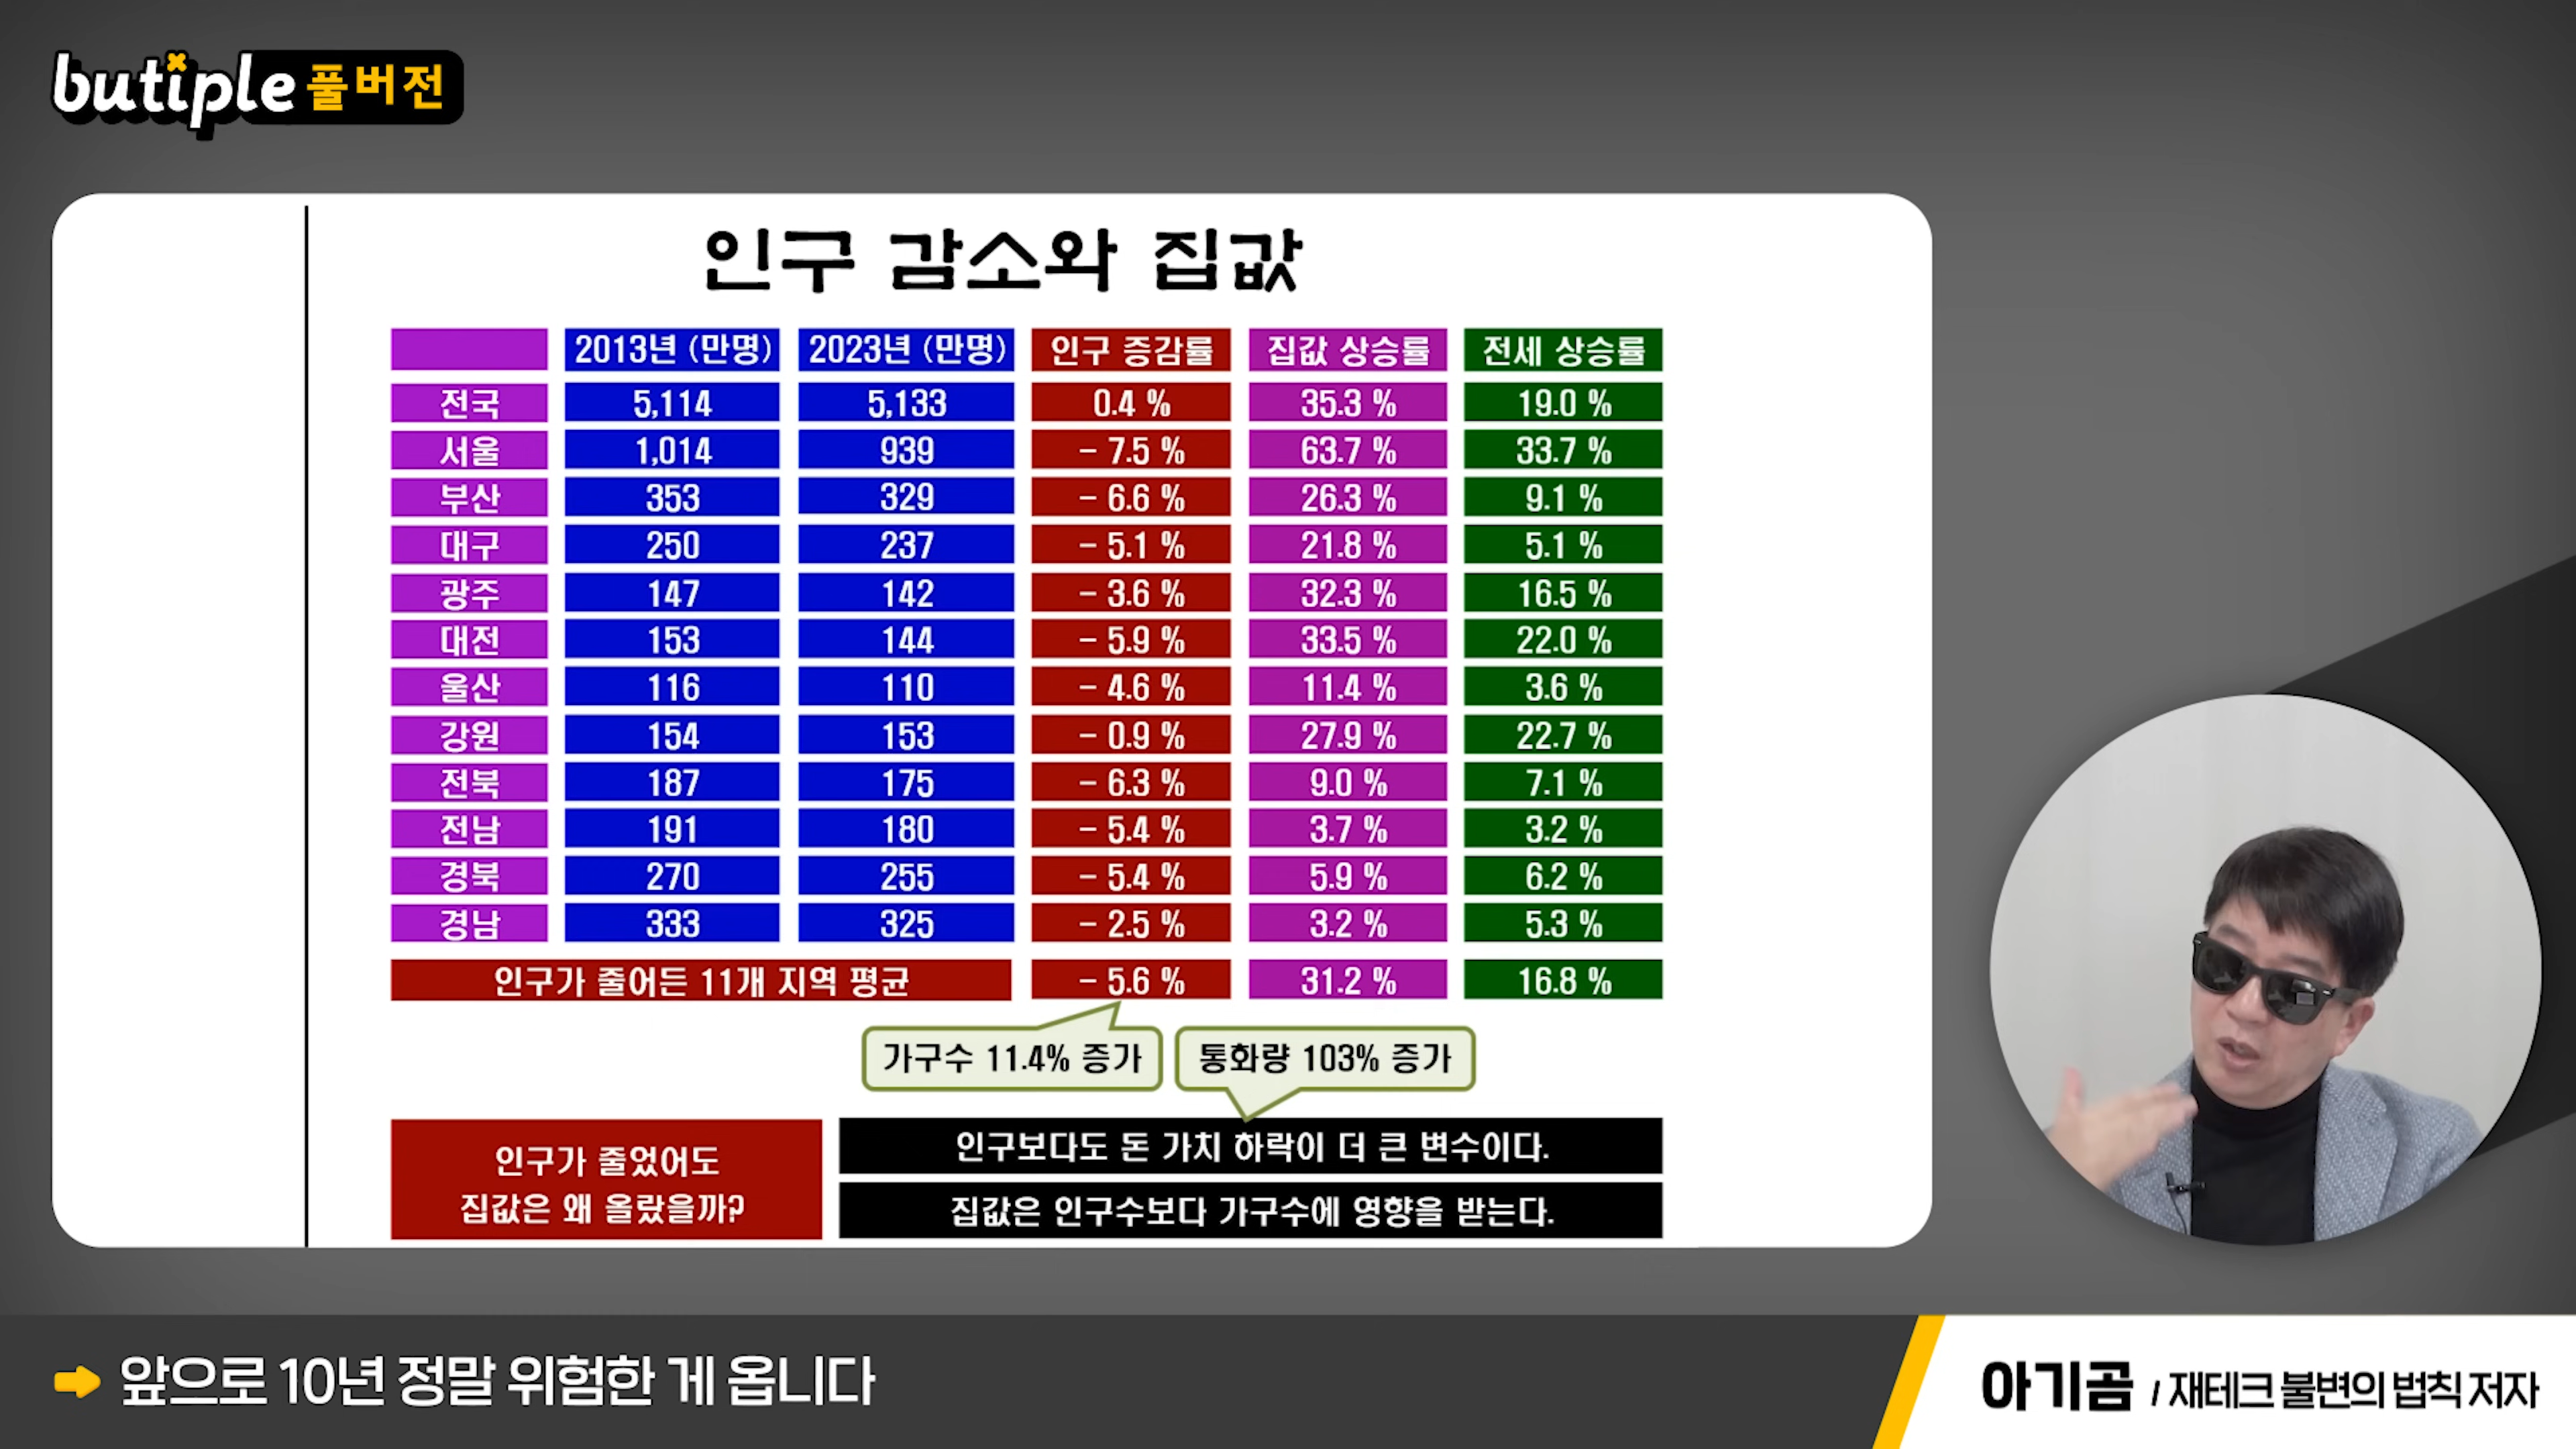 butiple 풀버전
인구 감소와 집값
2013년 (만명) 2023년 (만명) 인구 증감률 집값 상승률 전세 상승률
전국 5,114 5,133 0.4 % 35.3 % 19.0 %
서울 1,014 939 - 7.5 % 63.7 % 33.7 %
부산 353 329 - 6.6 % 26.3 % 9.1 %
대구 250 237 - 5.1 % 21.8 % 5.1 %
광주 147 142 - 3.6 % 32.3 % 16.5 %
대전 153 144 - 5.9 % 33.5 % 22.0 %
울산 116 110 - 4.6 % 11.4 % 3.6 %
강원 154 153 - 0.9 % 27.9 % 22.7 %
전북 187 175 - 6.3 % 9.0 % 7.1 %
전남 191 180 - 5.4 % 3.7 % 3.2 %
경북 270 255 - 5.4 % 5.9 % 6.2 %
경남 333 325 - 2.5 % 3.2 % 5.3 %
인구가 줄어든 11개 지역 평균 - 5.6 % 31.2 % 16.8 %
가구수 11.4% 증가 통화량 103% 증가
인구가 줄었어도
집값은 왜 올랐을까?
인구보다도 돈 가치 하락이 더 큰 변수이다.
집값은 인구수보다 가구수에 영향을 받는다.
앞으로 10년 정말 위험한 게 옵니다
아기곰 / 재테크 불변의 법칙 저자